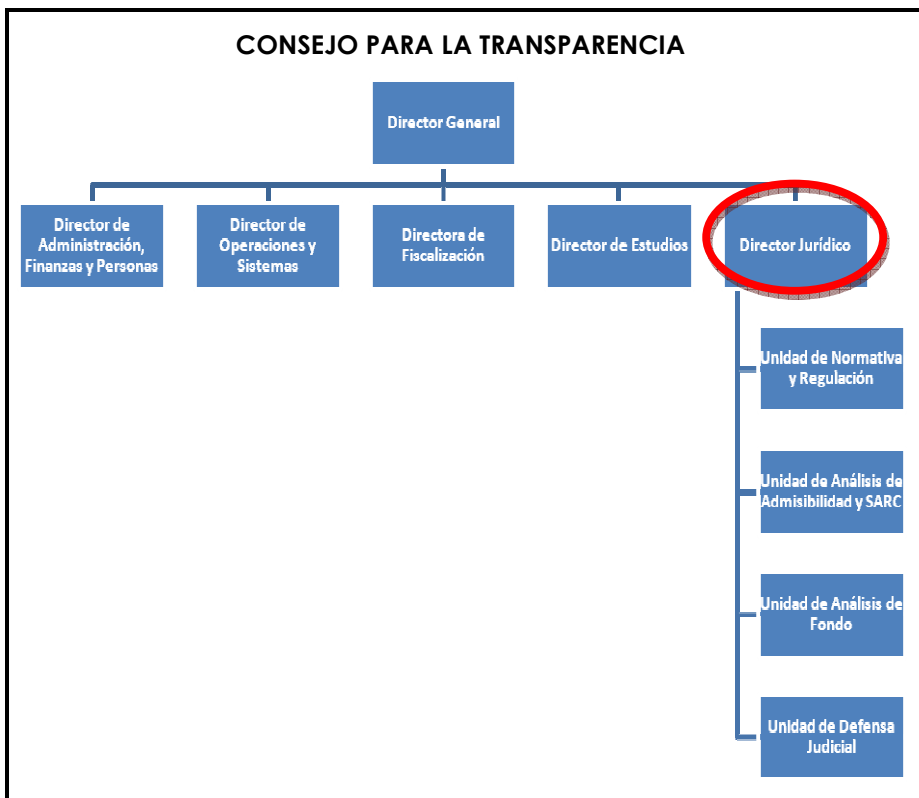 CONSEJO PARA LA TRANSPARENCIA
Director General
Director de
Administración,
Finanzas y Personas
Director de
Operaciones y
Sistemas
Directora de
Fiscalización
Director de Estudios
Director Jurídico
Unidad de Normativa
y Regulación
Unidad de Análisis de
Admisibilidad y SARC
Unidad de Análisis de
Fondo
Unidad de Defensa
Judicial